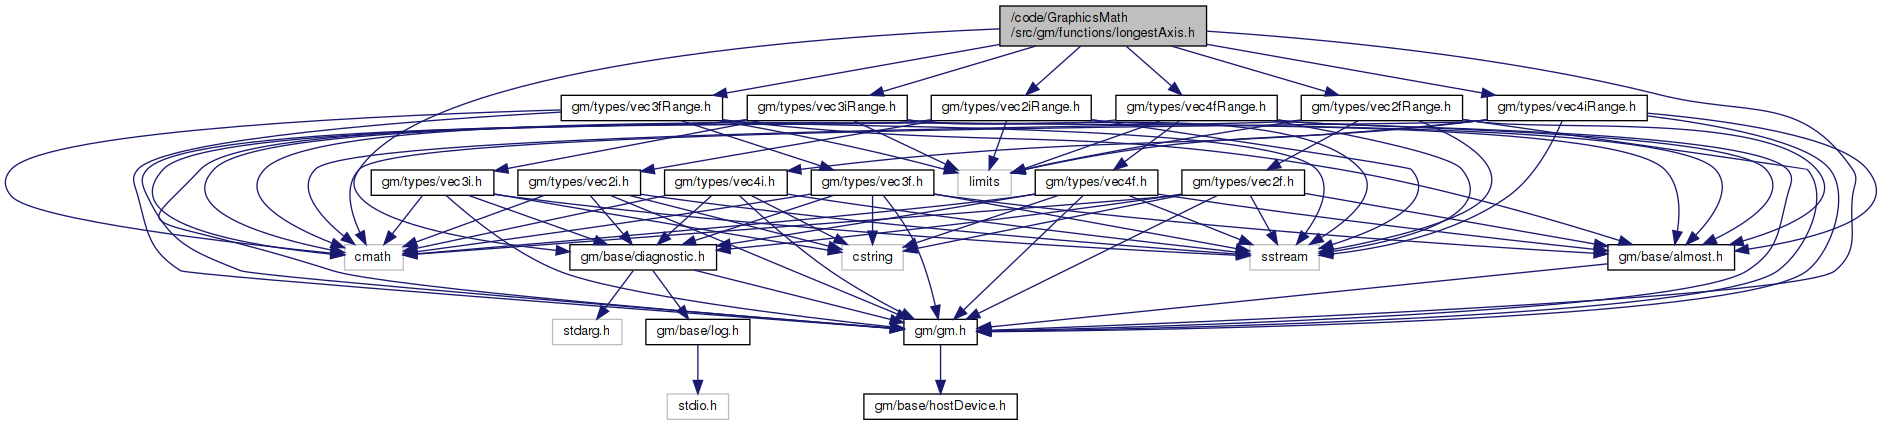 /code/GraphicsMath
/src/gm/functions/longestAxis.h
gm/types/vec3fRange.h
gm/types/vec3iRange.h
gm/types/vec2iRange.h
gm/types/vec4fRange.h
gm/types/vec2fRange.h
gm/types/vec4iRange.h
gm/types/vec3i.h
gm/types/vec2i.h
gm/types/vec4i.h
gm/types/vec3f.h
limits
gm/types/vec4f.h
gm/types/vec2f.h
cmath
gm/base/diagnostic.h
cstring
sstream
gm/base/almost.h
stdarg.h
gm/base/log.h
gm/gm.h
stdio.h
gm/base/hostDevice.h